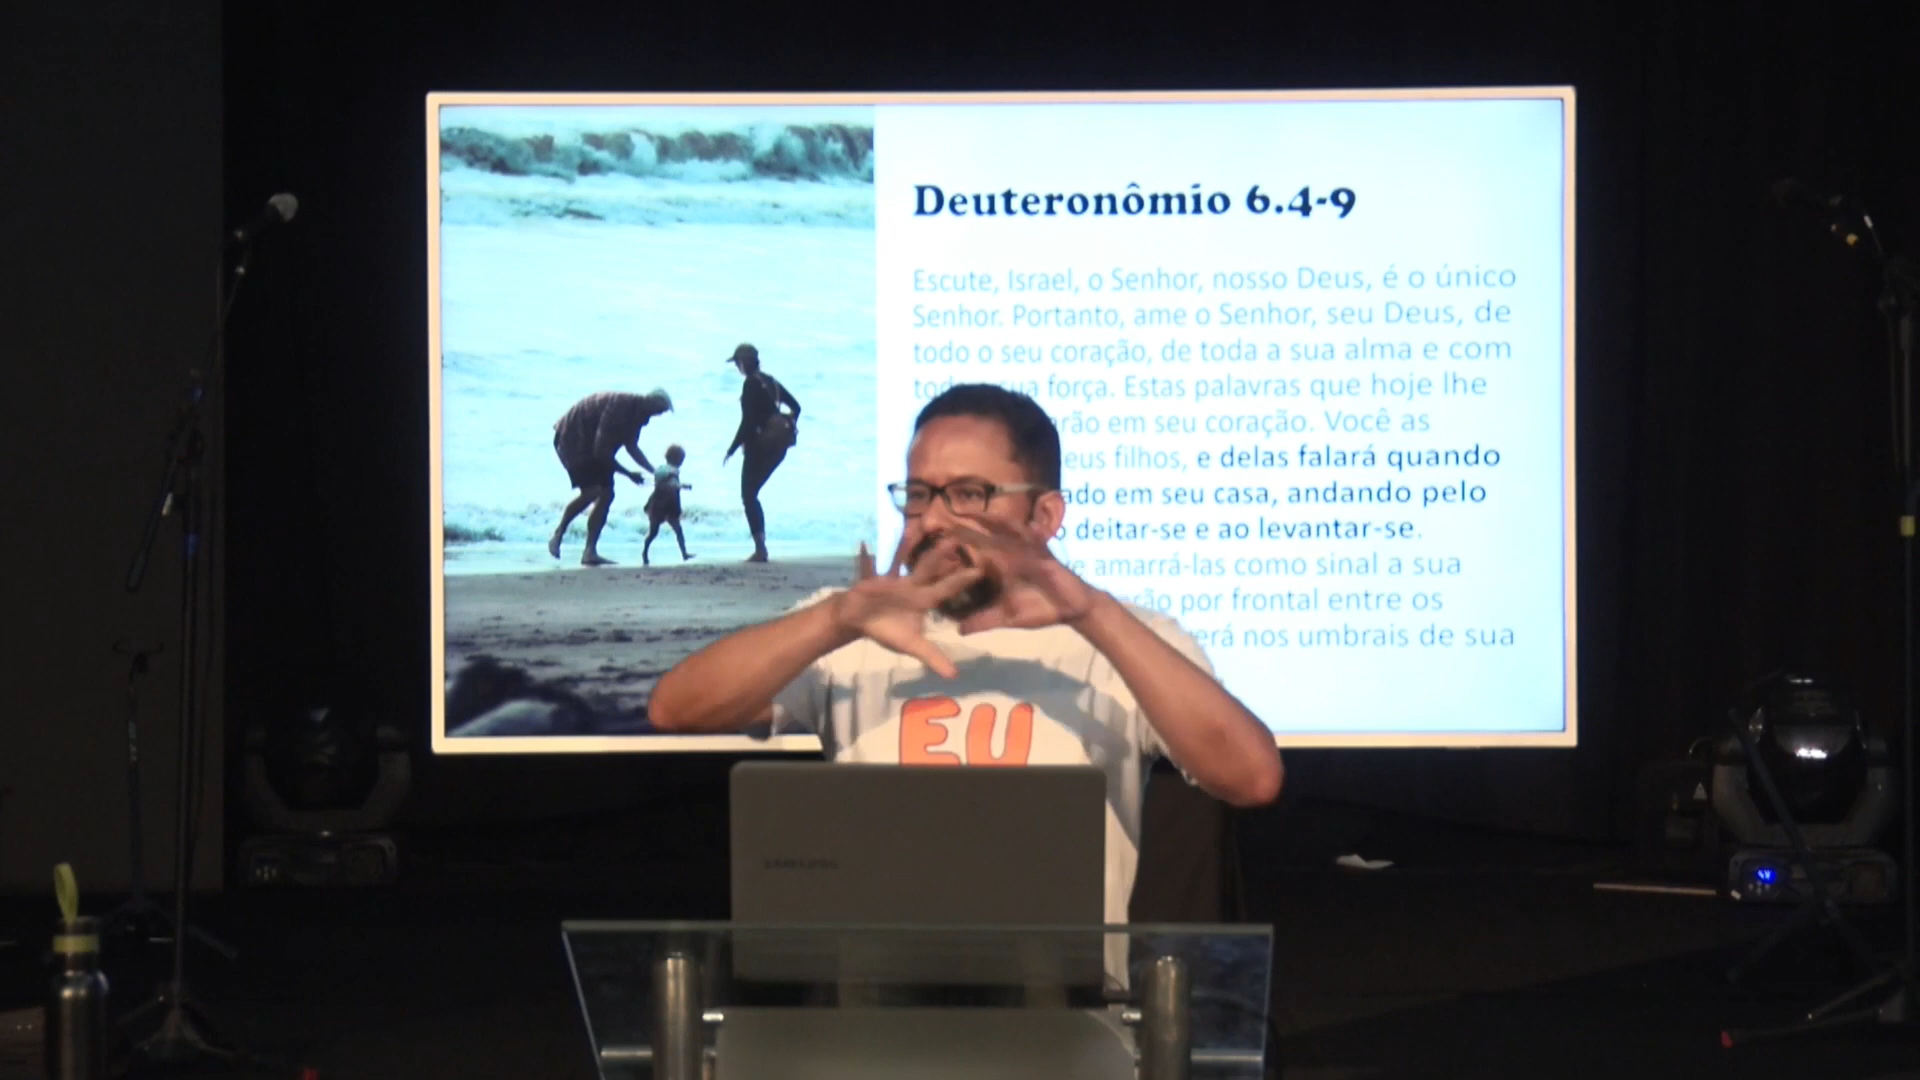 Deuteronômio 6.4-9
Escute, Israel, o Senhor, nosso Deus, é o único
Senhor. Portanto, ame o Senhor, seu Deus, de
todo o seu coração, de toda a sua alma e com
sua força. Estas palavras que hoje lhe
em seu coração. Você as
filhos, e delas falará quando
em seu casa, andando pelo
deitar-se e ao levantar-se.
amarrá-las como sinal a sua
por frontal entre os
nos umbrais de sua
EU
SAMSUNG